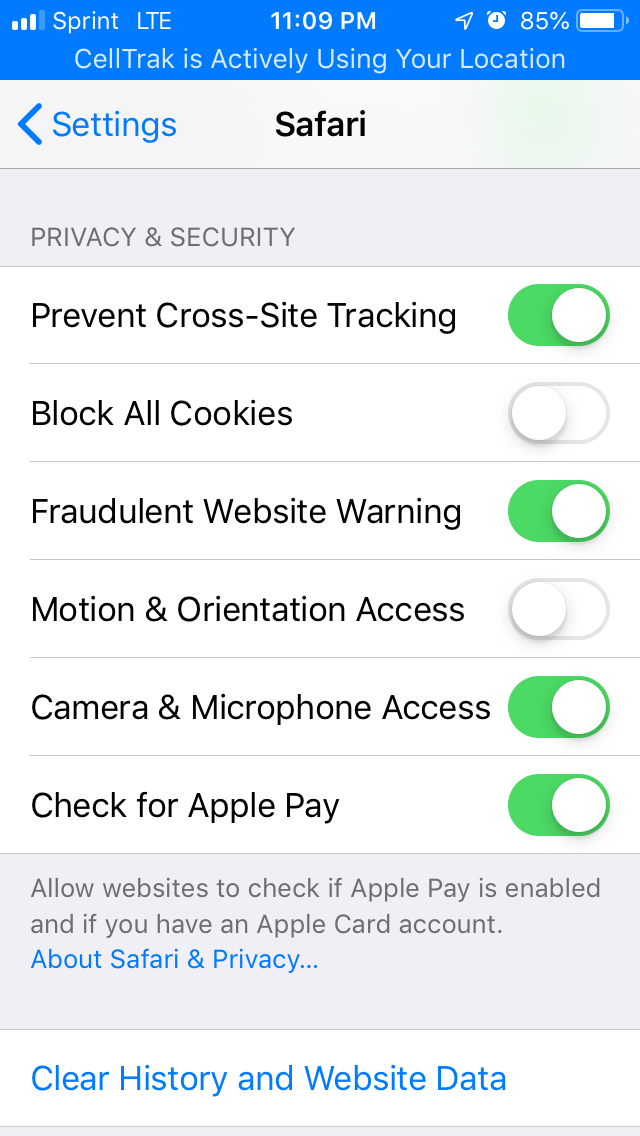 Sprint LTE 11:09 PM 85%
CellTrak is Actively Using Your Location
Settings Safari
PRIVACY & SECURITY
Prevent Cross-Site Tracking
Block All Cookies
Fraudulent Website Warning
Motion & Orientation Access
Camera & Microphone Access
Check for Apple Pay
Allow websites to check if Apple Pay is enabled
and if you have an Apple Card account.
About Safari & Privacy...
Clear History and Website Data